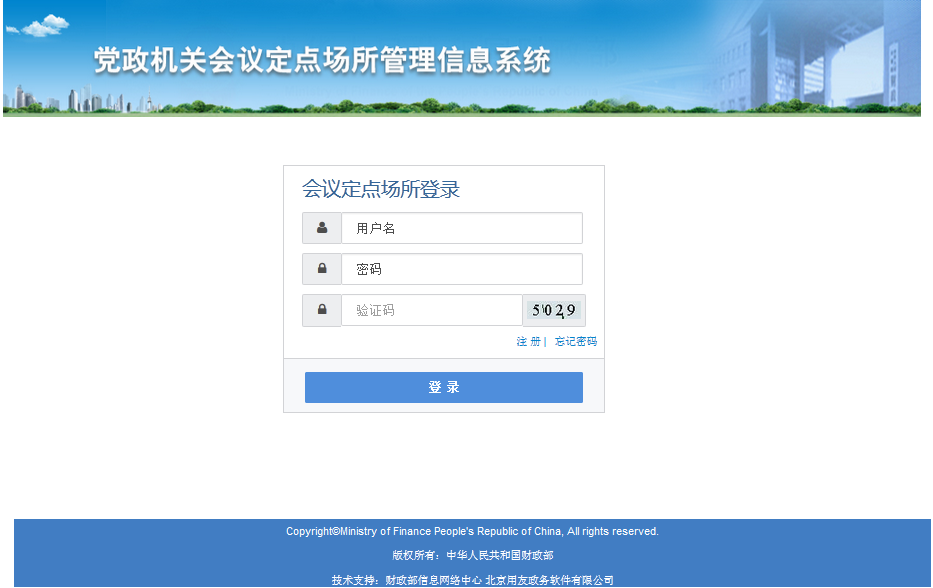 党政机关会议定点场所管理信息系统
会议定点场所登录
用户名
密码
验证码 5029
注 册 | 忘记密码
登 录
Copyright©Ministry of Finance People's Republic of China, All rights reserved.
版权所有：中华人民共和国财政部
技术支持：财政部信息网络中心 北京用友政务软件有限公司